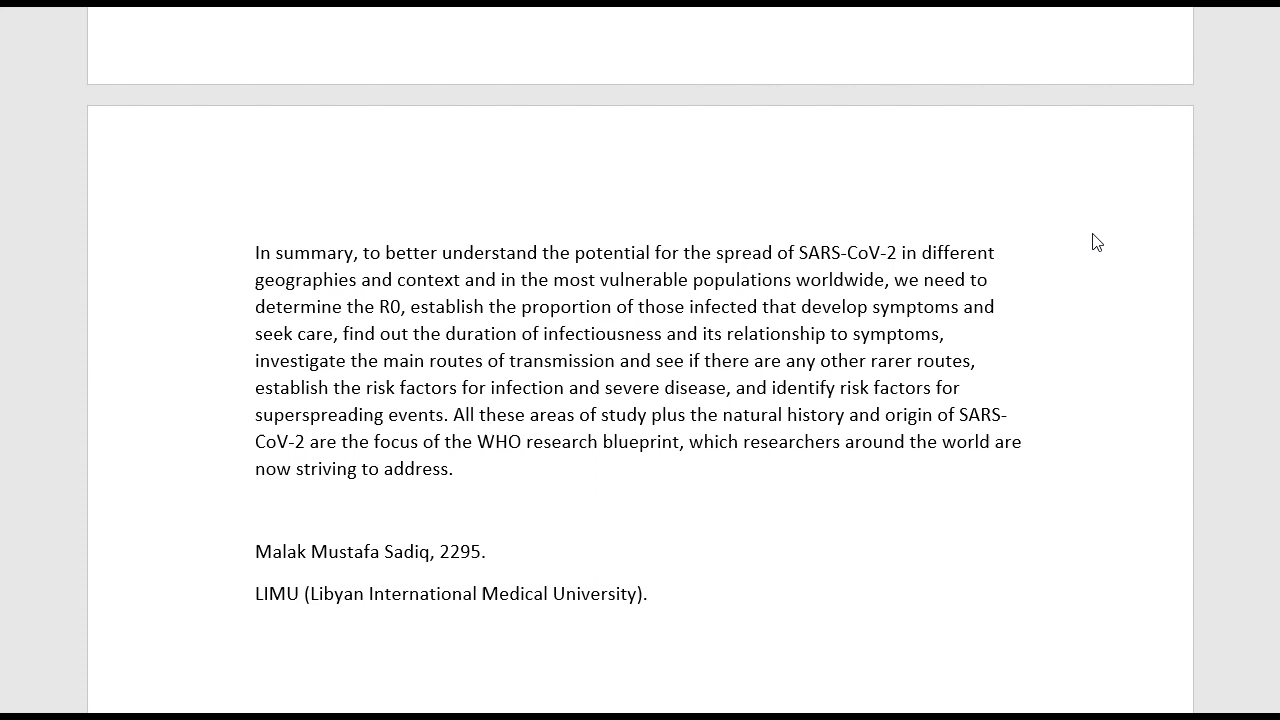 In summary, to better understand the potential for the spread of SARS-CoV-2 in different
geographies and context and in the most vulnerable populations worldwide, we need to
determine the R0, establish the proportion of those infected that develop symptoms and
seek care, find out the duration of infectiousness and its relationship to symptoms,
investigate the main routes of transmission and see if there are any other rarer routes,
establish the risk factors for infection and severe disease, and identify risk factors for
superspreading events. All these areas of study plus the natural history and origin of SARS-
CoV-2 are the focus of the WHO research blueprint, which researchers around the world are
now striving to address.
Malak Mustafa Sadiq, 2295.
LIMU (Libyan International Medical University).